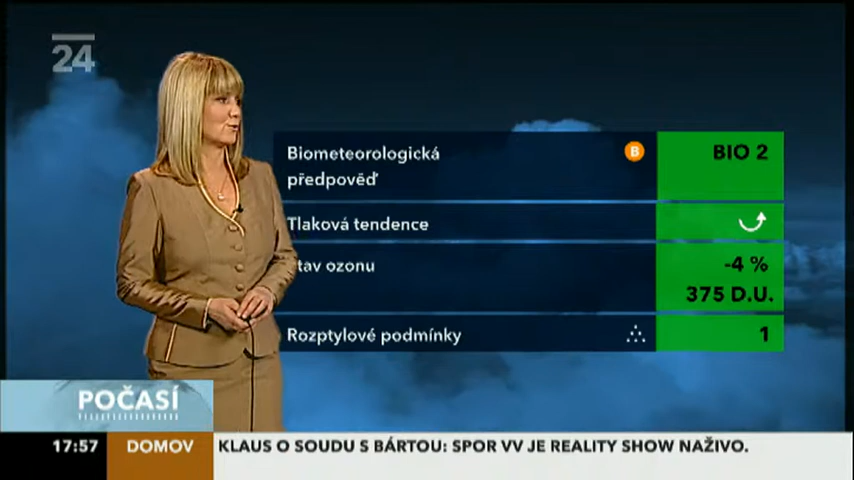 24
Biometeorologická
předpověď
B
BIO 2
Tlaková tendence
tav ozonu
-4 %
375 D.U.
Rozptylové podmínky
1
POČASÍ
17:57
DOMOV
KLAUS O SOUDU S BÁRTOU: SPOR VV JE REALITY SHOW NAŽIVO.